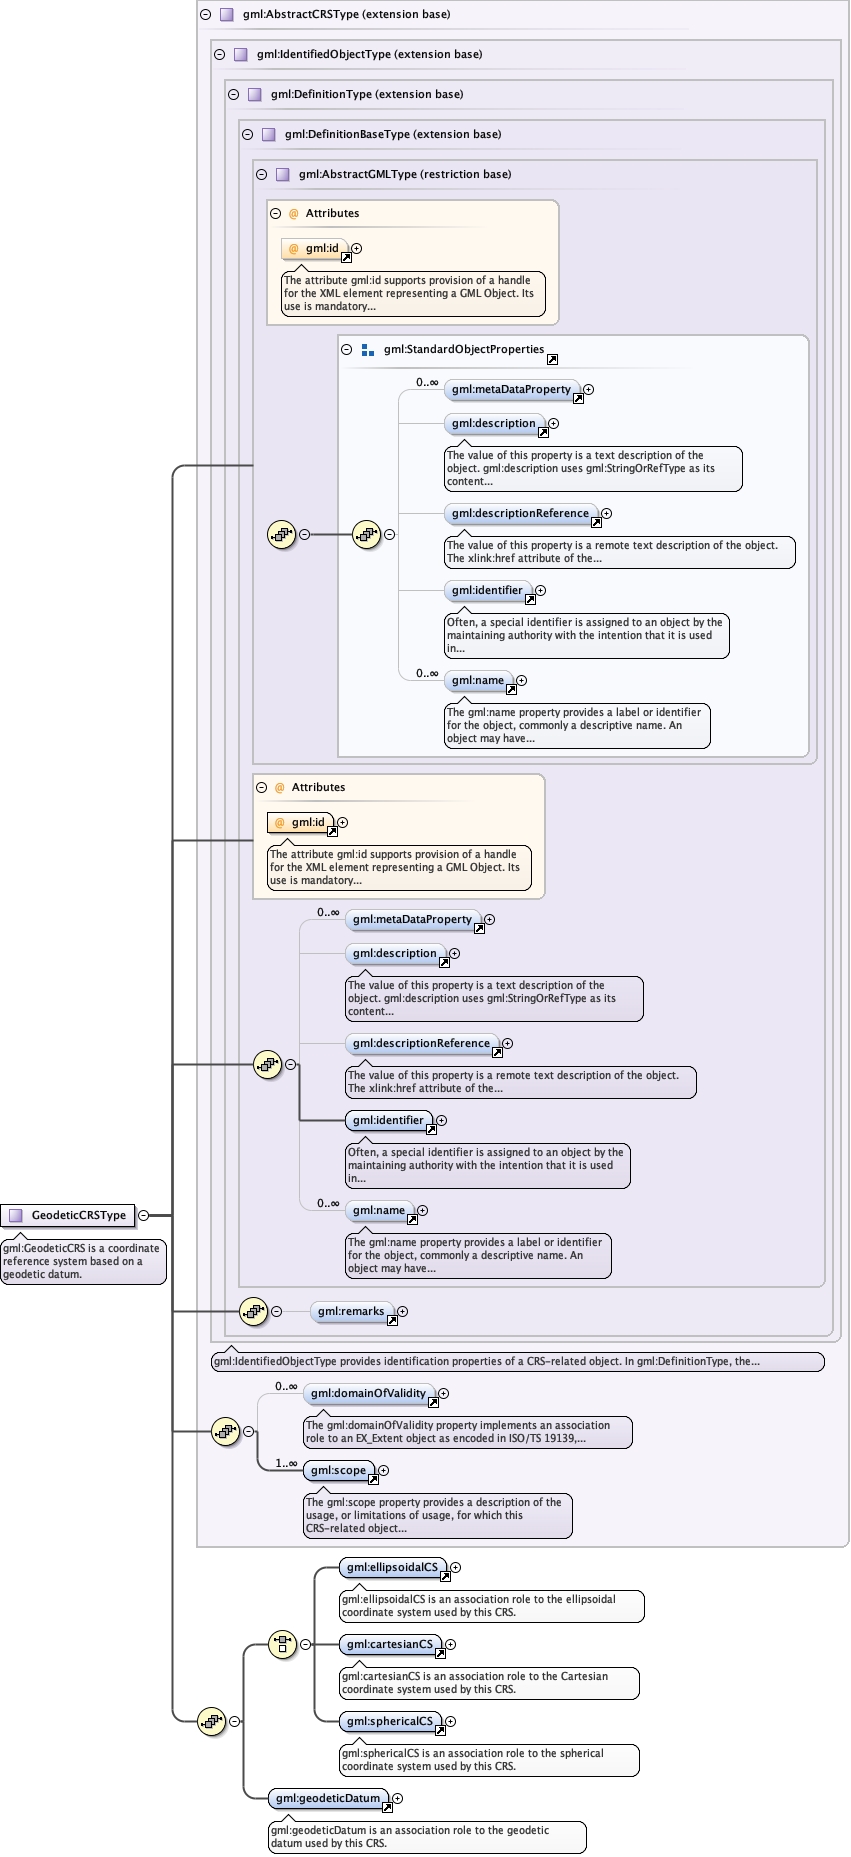 gml:AbstractCRSType (extension base)
gml:IdentifiedObjectType (extension base)
gml:DefinitionType (extension base)
gml:DefinitionBaseType (extension base)
gml:AbstractGMLType (restriction base)
@ Attributes
@ gml:id
The attribute gml:id supports provision of a handle
for the XML element representing a GML Object. Its
use is mandatory...
gml:StandardObjectProperties
0..∞
gml:metaDataProperty
gml:description
The value of this property is a text description of the
object. gml:description uses gml:StringOrRefType as its
content...
gml:descriptionReference
The value of this property is a remote text description of the object.
The xlink:href attribute of the...
gml:identifier
Often, a special identifier is assigned to an object by the
maintaining authority with the intention that it is used
in...
0..∞
gml:name
The gml:name property provides a label or identifier
for the object, commonly a descriptive name. An
object may have...
@ Attributes
@ gml:id
The attribute gml:id supports provision of a handle
for the XML element representing a GML Object. Its
use is mandatory...
0..∞
gml:metaDataProperty
gml:description
The value of this property is a text description of the
object. gml:description uses gml:StringOrRefType as its
content...
gml:descriptionReference
The value of this property is a remote text description of the object.
The xlink:href attribute of the...
gml:identifier
Often, a special identifier is assigned to an object by the
maintaining authority with the intention that it is used
in...
0..∞
gml:name
The gml:name property provides a label or identifier
for the object, commonly a descriptive name. An
object may have...
GeodeticCRSType
gml:GeodeticCRS is a coordinate
reference system based on a
geodetic datum.
gml:remarks
gml:IdentifiedObjectType provides identification properties of a CRS-related object. In gml:DefinitionType, the...
0..∞
gml:domainOfValidity
The gml:domainOfValidity property implements an association
role to an EX_Extent object as encoded in ISO/TS 19139,...
1..∞
gml:scope
The gml:scope property provides a description of the
usage, or limitations of usage, for which this
CRS-related object...
gml:ellipsoidalCS
gml:ellipsoidalCS is an association role to the ellipsoidal
coordinate system used by this CRS.
gml:cartesianCS
gml:cartesianCS is an association role to the Cartesian
coordinate system used by this CRS.
gml:sphericalCS
gml:sphericalCS is an association role to the spherical
coordinate system used by this CRS.
gml:geodeticDatum
gml:geodeticDatum is an association role to the geodetic
datum used by this CRS.